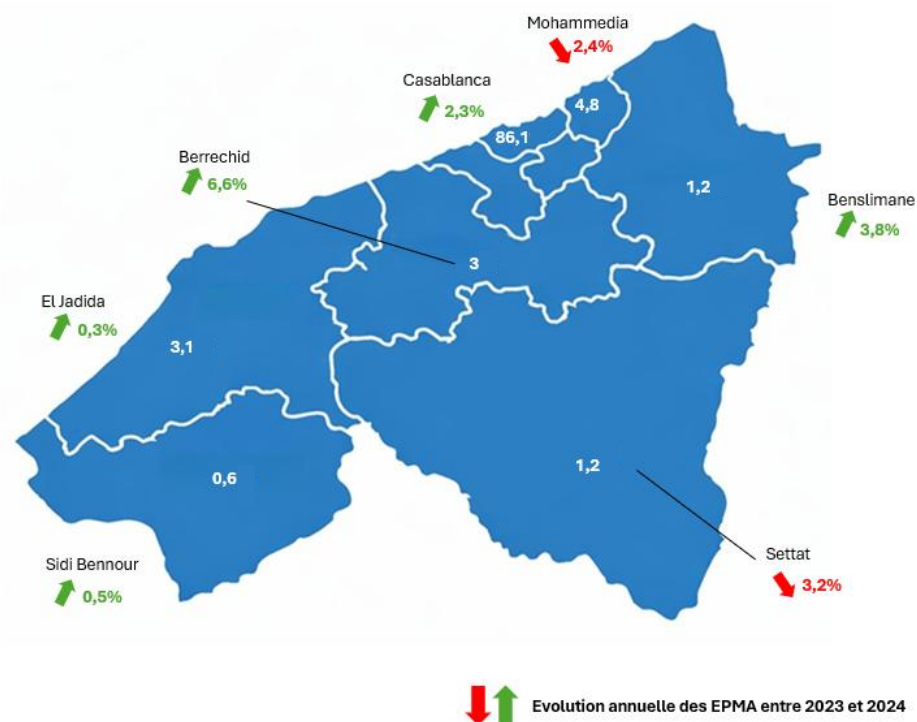 Mohammedia
2,4%
Casablanca
2,3%
4,8
86,1
Berrechid
6,6%
1,2
Benslimane
3,8%
3
El Jadida
0,3%
3,1
1,2
0,6
Settat
3,2%
Sidi Bennour
0,5%
Evolution annuelle des EPMA entre 2023 et 2024